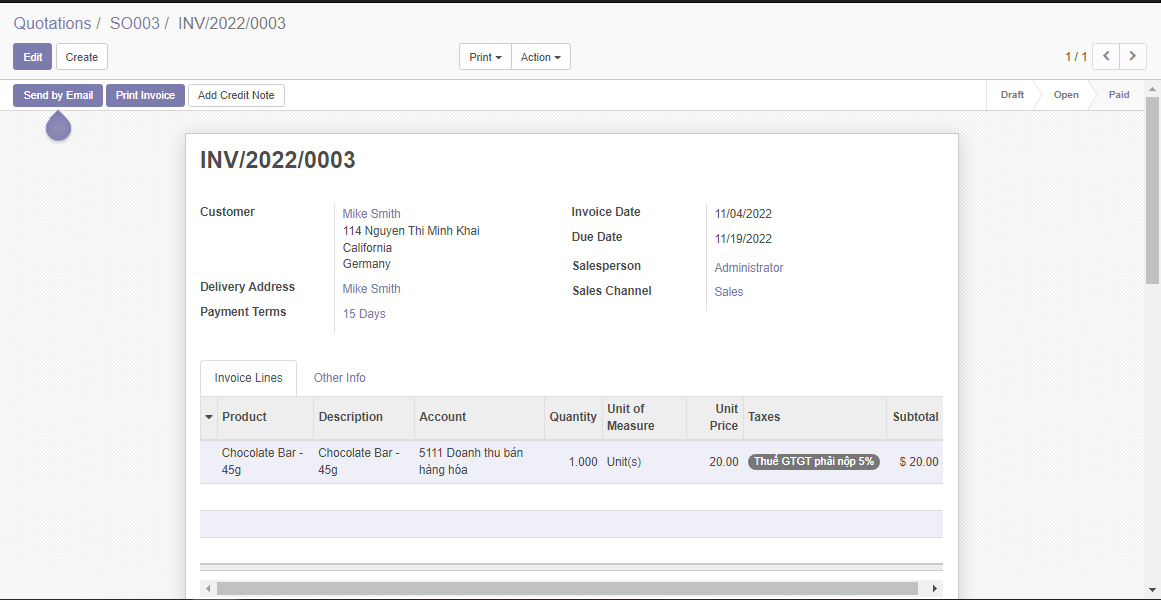 Quotations / SO003 / INV/2022/0003
Edit Create Print Action 1 / 1
Send by Email Print Invoice Add Credit Note Draft Open Paid
INV/2022/0003
Customer Mike Smith Invoice Date 11/04/2022
114 Nguyen Thi Minh Khai
California Due Date 11/19/2022
Germany Salesperson Administrator
Delivery Address Mike Smith Sales Channel Sales
Payment Terms 15 Days
Invoice Lines Other Info
Product Description Account Quantity Unit of Measure Unit Price Taxes Subtotal
Chocolate Bar - Chocolate Bar - 5111 Doanh thu bán 1.000 Unit(s) 20.00 Thuế GTGT phải nộp 5% $ 20.00
45g 45g hàng hóa